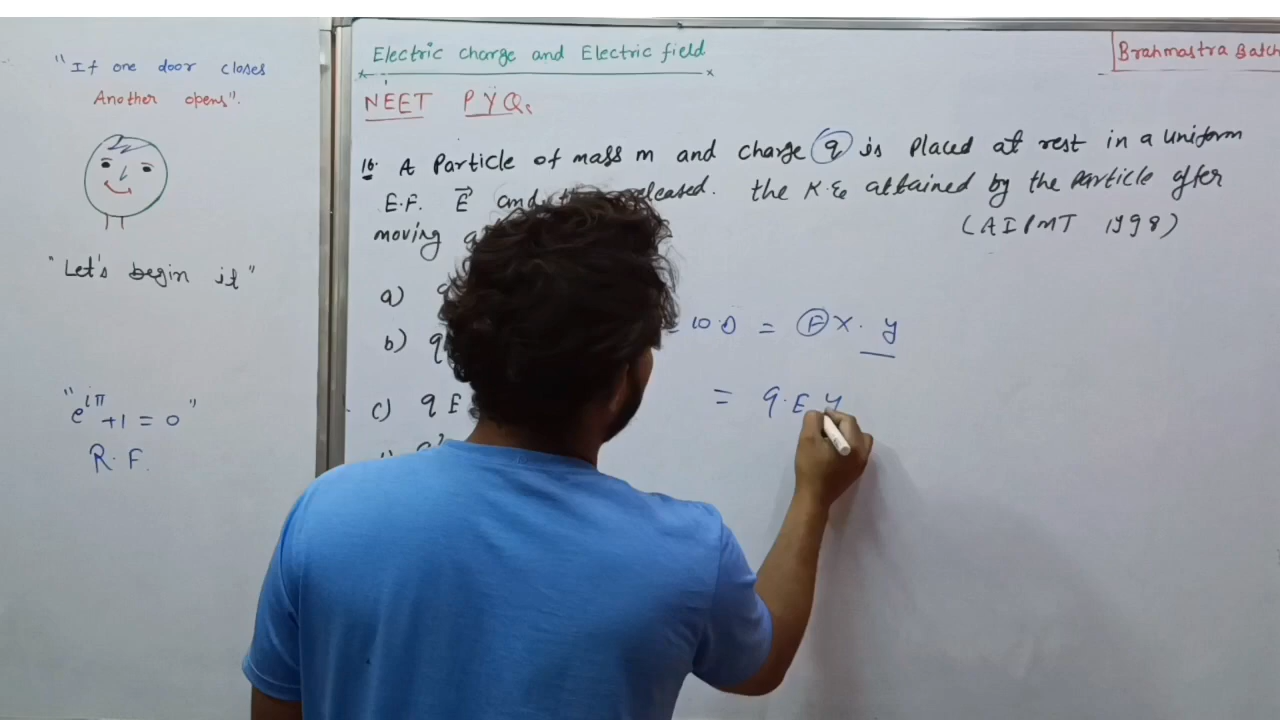 "If one door closes
Another opens".
"Let's begin it"
"e^iπ +1 = 0"
R. F.
Electric charge and Electric field
Brahmastra Batch
NEET PYQs
16. A Particle of mass m and charge q is Placed at rest in a uniform
E.F. E⃗ and released. the K.E attained by the particle after
moving a
(AIPMT 1998)
a) q
b) q
c) q E
= W.D = F x. y
= q.E y